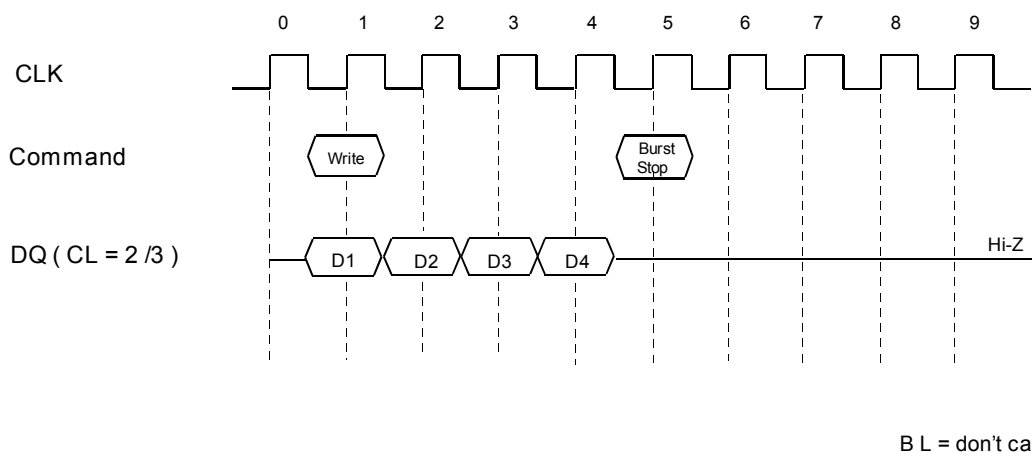 0 1 2 3 4 5 6 7 8 9
CLK
Command
Write
Burst
Stop
DQ ( CL = 2 /3 )
D1 D2 D3 D4
Hi-Z
B L = don't ca